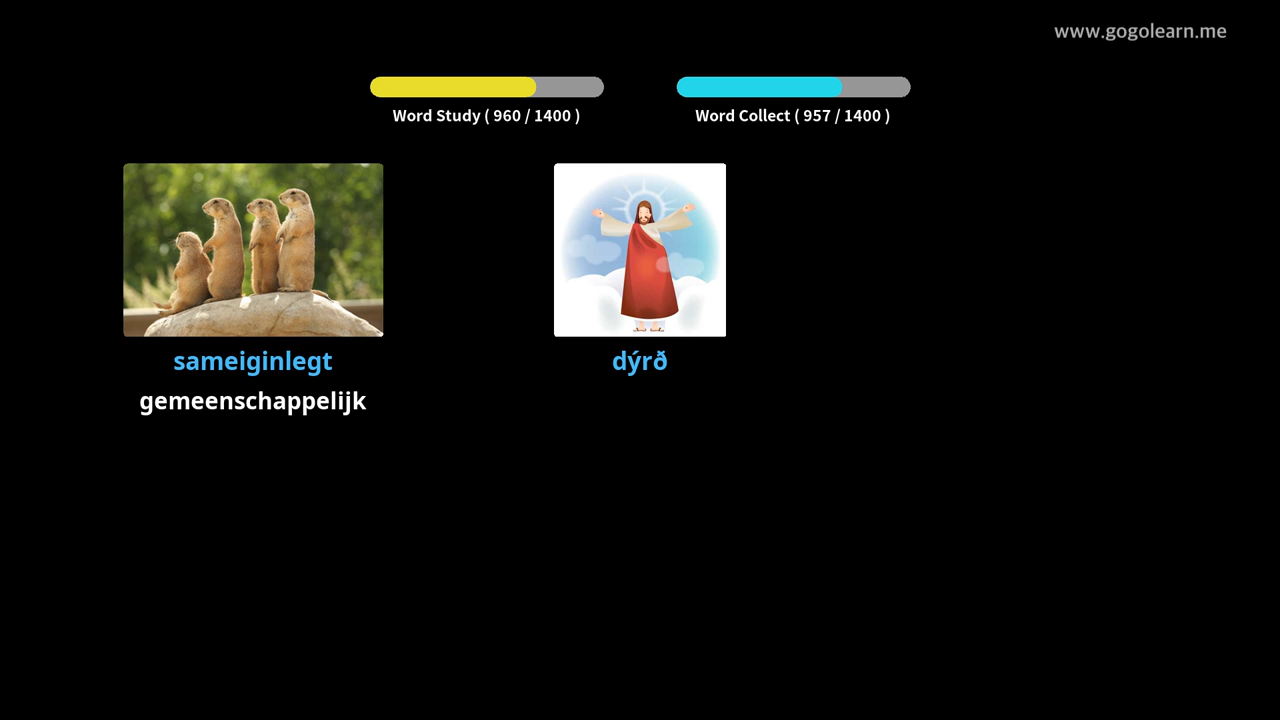 www.gogolearn.me
Word Study ( 960 / 1400 )
Word Collect ( 957 / 1400 )
sameiginlegt
gemeenschappelijk
dýrð